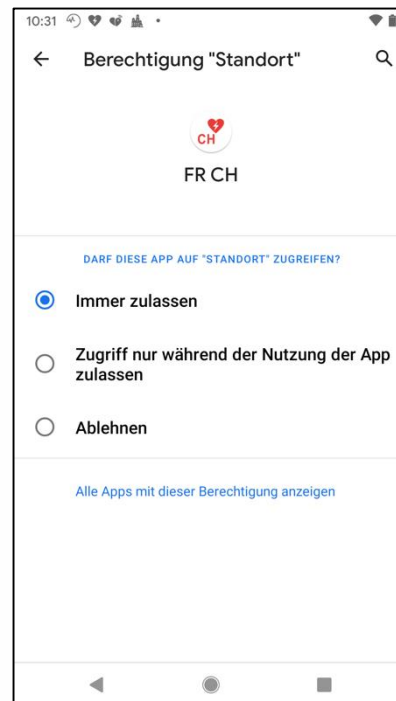 10:31
Berechtigung "Standort"
CH
FR CH
DARF DIESE APP AUF "STANDORT" ZUGREIFEN?
Immer zulassen
Zugriff nur während der Nutzung der App
zulassen
Ablehnen
Alle Apps mit dieser Berechtigung anzeigen